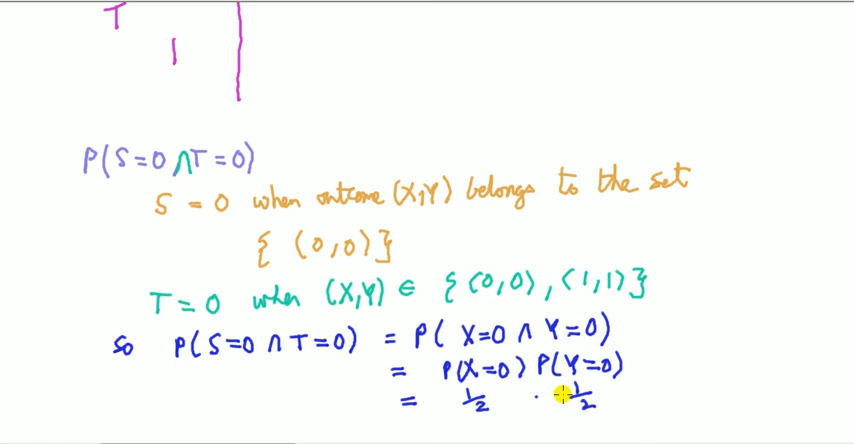 T
1
P(S=0 ∩ T=0)
S = 0 when outcome (X,Y) belongs to the set
{ (0,0)}
T=0 when (X,Y) ∈ { (0,0), (1,1)}
so P(S=0 ∩ T=0) = P( X=0 ∩ Y=0)
= P(X=0) P(Y=0)
= 1/2 · 1/2